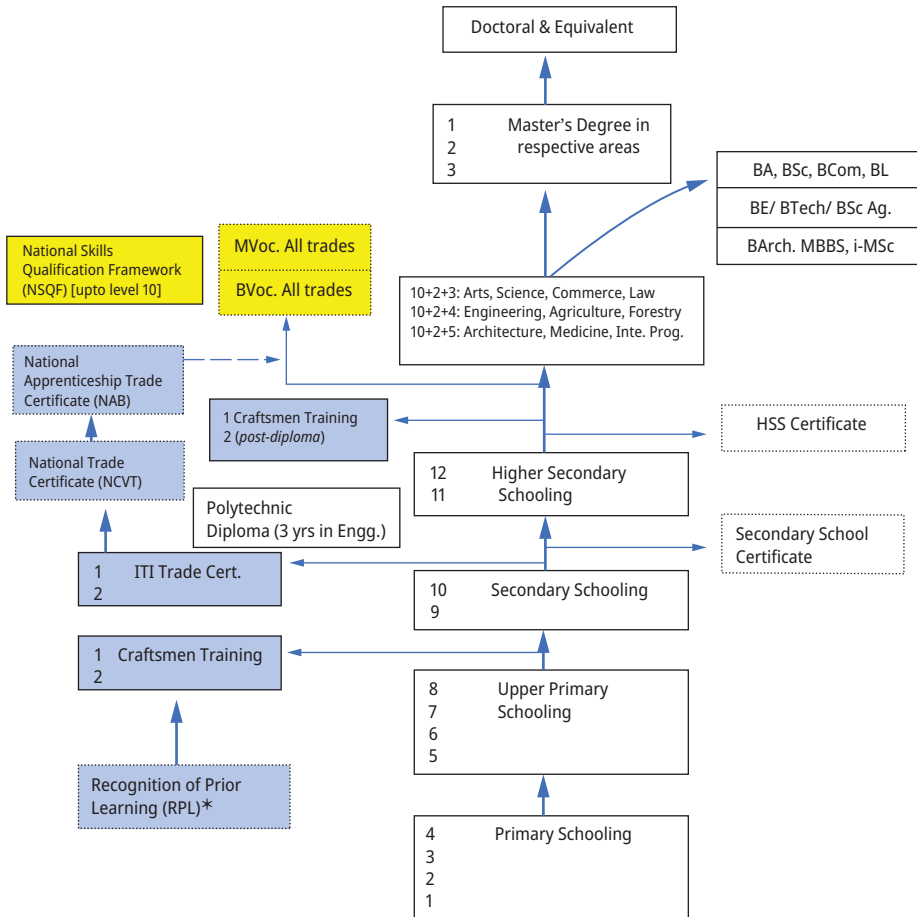 Doctoral & Equivalent
1 Master's Degree in
2 respective areas
3
BA, BSc, BCom, BL
BE/ BTech/ BSc Ag.
BArch. MBBS, i-MSc
National Skills
Qualification Framework
(NSQF) [upto level 10]
MVoc. All trades
BVoc. All trades
10+2+3: Arts, Science, Commerce, Law
10+2+4: Engineering, Agriculture, Forestry
10+2+5: Architecture, Medicine, Inte. Prog.
National
Apprenticeship Trade
Certificate (NAB)
1 Craftsmen Training
2 (post-diploma)
HSS Certificate
National Trade
Certificate (NCVT)
12 Higher Secondary
11 Schooling
Polytechnic
Diploma (3 yrs in Engg.)
Secondary School
Certificate
1 ITI Trade Cert.
2
10 Secondary Schooling
9
1 Craftsmen Training
2
8 Upper Primary
7 Schooling
6
5
Recognition of Prior
Learning (RPL)*
4 Primary Schooling
3
2
1